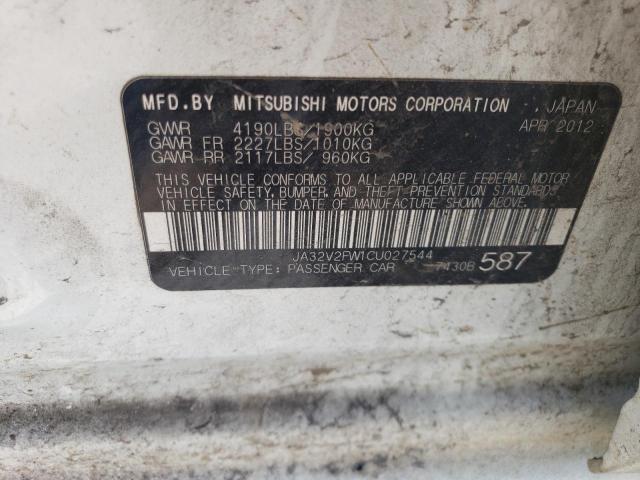 MFD.BY MITSUBISHI MOTORS CORPORATION , JAPAN
GVWR 4190LBS/1900KG APR 2012
GAWR FR 2227LBS/1010KG
GAWR RR 2117LBS/ 960KG
THIS VEHICLE CONFORMS TO ALL APPLICABLE FEDERAL MOTOR
VEHICLE SAFETY, BUMPER, AND THEFT PREVENTION STANDARDS
IN EFFECT ON THE DATE OF MANUFACTURE SHOWN ABOVE.
JA32V2FW1CU027544
VEHICLE TYPE: PASSENGER CAR 7430B 587